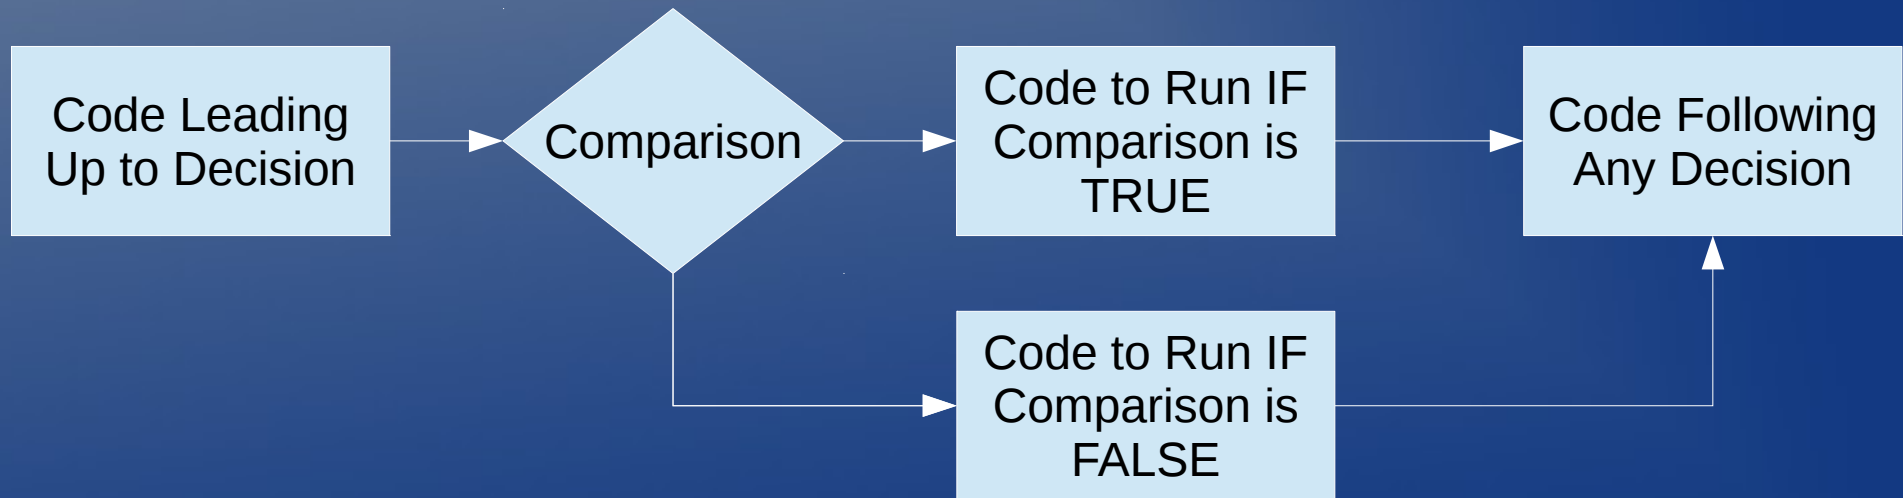 Code Leading
Up to Decision
Comparison
Code to Run IF
Comparison is
TRUE
Code Following
Any Decision
Code to Run IF
Comparison is
FALSE